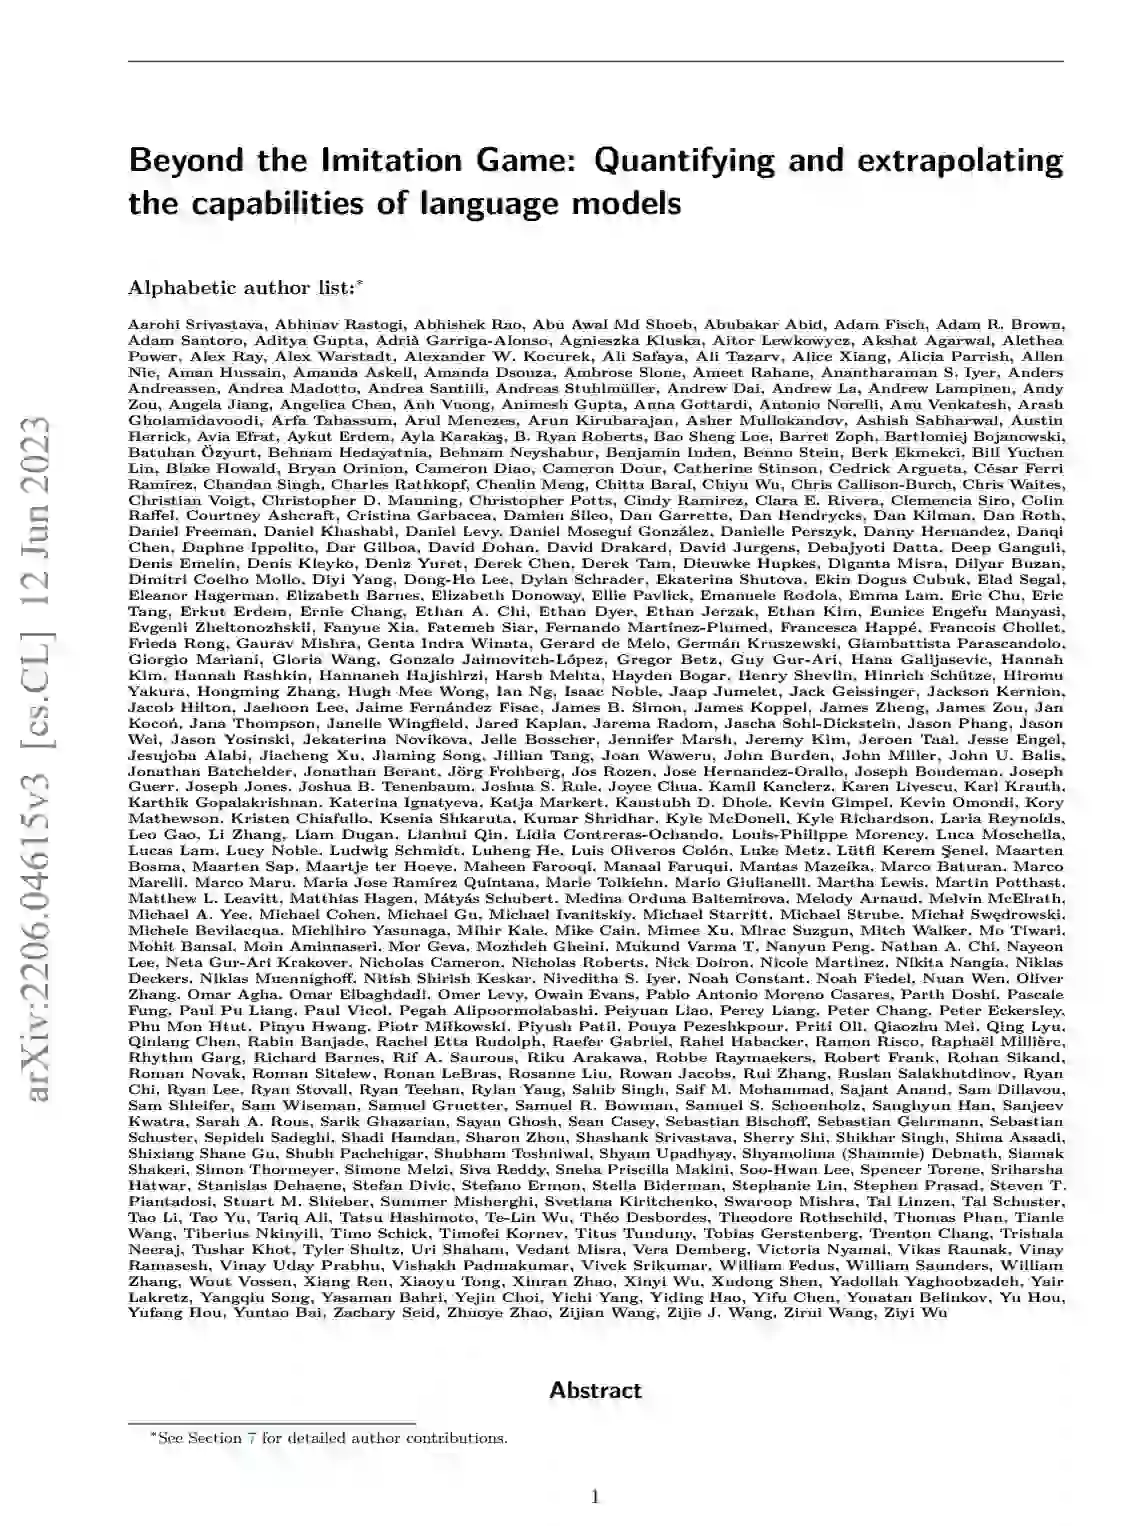 Beyond the Imitation Game: Quantifying and extrapolating
the capabilities of language models
Alphabetic author list:*
Aarohi Srivastava, Abhinav Rastogi, Abhishek Rao, Abu Awal Md Shoeb, Abubakar Abid, Adam Fisch, Adam R. Brown,
Adam Santoro, Aditya Gupta, Adrià Garriga-Alonso, Agnieszka Kluska, Aitor Lewkowycz, Akshat Agarwal, Alethea
Power, Alex Ray, Alex Warstadt, Alexander W. Kocurek, Ali Safaya, Ali Tazarv, Alice Xiang, Alicia Parrish, Allen
Nie, Aman Hussain, Amanda Askell, Amanda Dsouza, Ambrose Slone, Ameet Rahane, Anantharaman S. Iyer, Anders
Andreassen, Andrea Madotto, Andrea Santilli, Andreas Stuhlmüller, Andrew Dai, Andrew La, Andrew Lampinen, Andy
Zou, Angela Jiang, Angelica Chen, Anh Vuong, Animesh Gupta, Anna Gottardi, Antonio Norelli, Anu Venkatesh, Arash
Gholamidavoodi, Arfa Tabassum, Arul Menezes, Arun Kirubarajan, Asher Mullokandov, Ashish Sabharwal, Austin
Herrick, Avia Efrat, Aykut Erdem, Ayla Karakaş, B. Ryan Roberts, Bao Sheng Loe, Barret Zoph, Bartłomiej Bojanowski,
Batuhan Özyurt, Behnam Hedayatnia, Behnam Neyshabur, Benjamin Inden, Benno Stein, Berk Ekmekci, Bill Yuchen
Lin, Blake Howald, Bryan Orinion, Cameron Diao, Cameron Dour, Catherine Stinson, Cedrick Argueta, César Ferri
Ramírez, Chandan Singh, Charles Rathkopf, Chenlin Meng, Chitta Baral, Chiyu Wu, Chris Callison-Burch, Chris Waites,
Christian Voigt, Christopher D. Manning, Christopher Potts, Cindy Ramirez, Clara E. Rivera, Clemencia Siro, Colin
Raffel, Courtney Ashcraft, Cristina Garbacea, Damien Sileo, Dan Garrette, Dan Hendrycks, Dan Kilman, Dan Roth,
Daniel Freeman, Daniel Khashabi, Daniel Levy, Daniel Moseguí González, Danielle Perszyk, Danny Hernandez, Danqi
Chen, Daphne Ippolito, Dar Gilboa, David Dohan, David Drakard, David Jurgens, Debajyoti Datta, Deep Ganguli,
Denis Emelin, Denis Kleyko, Deniz Yuret, Derek Chen, Derek Tam, Dieuwke Hupkes, Diganta Misra, Dilyar Buzan,
Dimitri Coelho Mollo, Diyi Yang, Dong-Ho Lee, Dylan Schrader, Ekaterina Shutova, Ekin Dogus Cubuk, Elad Segal,
Eleanor Hagerman, Elizabeth Barnes, Elizabeth Donoway, Ellie Pavlick, Emanuele Rodola, Emma Lam, Eric Chu, Eric
Tang, Erkut Erdem, Ernie Chang, Ethan A. Chi, Ethan Dyer, Ethan Jerzak, Ethan Kim, Eunice Engefu Manyasi,
Evgenii Zheltonozhskii, Fanyue Xia, Fatemeh Siar, Fernando Martínez-Plumed, Francesca Happé, Francois Chollet,
Frieda Rong, Gaurav Mishra, Genta Indra Winata, Gerard de Melo, Germán Kruszewski, Giambattista Parascandolo,
Giorgio Mariani, Gloria Wang, Gonzalo Jaimovitch-López, Gregor Betz, Guy Gur-Ari, Hana Galijasevic, Hannah
Kim, Hannah Rashkin, Hannaneh Hajishirzi, Harsh Mehta, Hayden Bogar, Henry Shevlin, Hinrich Schütze, Hiromu
Yakura, Hongming Zhang, Hugh Mee Wong, Ian Ng, Isaac Noble, Jaap Jumelet, Jack Geissinger, Jackson Kernion,
Jacob Hilton, Jaehoon Lee, Jaime Fernández Fisac, James B. Simon, James Koppel, James Zheng, James Zou, Jan
Kocoń, Jana Thompson, Janelle Wingfield, Jared Kaplan, Jarema Radom, Jascha Sohl-Dickstein, Jason Phang, Jason
Wei, Jason Yosinski, Jekaterina Novikova, Jelle Bosscher, Jennifer Marsh, Jeremy Kim, Jeroen Taal, Jesse Engel,
Jesujoba Alabi, Jiacheng Xu, Jiaming Song, Jillian Tang, Joan Waweru, John Burden, John Miller, John U. Balis,
Jonathan Batchelder, Jonathan Berant, Jörg Frohberg, Jos Rozen, Jose Hernandez-Orallo, Joseph Boudeman, Joseph
Guerr, Joseph Jones, Joshua B. Tenenbaum, Joshua S. Rule, Joyce Chua, Kamil Kanclerz, Karen Livescu, Karl Krauth,
Karthik Gopalakrishnan, Katerina Ignatyeva, Katja Markert, Kaustubh D. Dhole, Kevin Gimpel, Kevin Omondi, Kory
Mathewson, Kristen Chiafullo, Ksenia Shkaruta, Kumar Shridhar, Kyle McDonell, Kyle Richardson, Laria Reynolds,
Leo Gao, Li Zhang, Liam Dugan, Lianhui Qin, Lidia Contreras-Ochando, Louis-Philippe Morency, Luca Moschella,
Lucas Lam, Lucy Noble, Ludwig Schmidt, Luheng He, Luis Oliveros Colón, Luke Metz, Lütfi Kerem Şenel, Maarten
Bosma, Maarten Sap, Maartje ter Hoeve, Maheen Farooqi, Manaal Faruqui, Mantas Mazeika, Marco Baturan, Marco
Marelli, Marco Maru, Maria Jose Ramírez Quintana, Marie Tolkiehn, Mario Giulianelli, Martha Lewis, Martin Potthast,
Matthew L. Leavitt, Matthias Hagen, Mátyás Schubert, Medina Orduna Baitemirova, Melody Arnaud, Melvin McElrath,
Michael A. Yee, Michael Cohen, Michael Gu, Michael Ivanitskiy, Michael Starritt, Michael Strube, Michał Swędrowski,
Michele Bevilacqua, Michihiro Yasunaga, Mihir Kale, Mike Cain, Mimee Xu, Mirac Suzgun, Mitch Walker, Mo Tiwari,
Mohit Bansal, Moin Aminnaseri, Mor Geva, Mozhdeh Gheini, Mukund Varma T, Nanyun Peng, Nathan A. Chi, Nayeon
Lee, Neta Gur-Ari Krakover, Nicholas Cameron, Nicholas Roberts, Nick Doiron, Nicole Martinez, Nikita Nangia, Niklas
Deckers, Niklas Muennighoff, Nitish Shirish Keskar, Niveditha S. Iyer, Noah Constant, Noah Fiedel, Nuan Wen, Oliver
Zhang, Omar Agha, Omar Elbaghdadi, Omer Levy, Owain Evans, Pablo Antonio Moreno Casares, Parth Doshi, Pascale
Fung, Paul Pu Liang, Paul Vicol, Pegah Alipoormolabashi, Peiyuan Liao, Percy Liang, Peter Chang, Peter Eckersley,
Phu Mon Htut, Pinyu Hwang, Piotr Miłkowski, Piyush Patil, Pouya Pezeshkpour, Priti Oli, Qiaozhu Mei, Qing Lyu,
Qinlang Chen, Rabin Banjade, Rachel Etta Rudolph, Raefer Gabriel, Rahel Habacker, Ramon Risco, Raphaël Millière,
Rhythm Garg, Richard Barnes, Rif A. Saurous, Riku Arakawa, Robbe Raymaekers, Robert Frank, Rohan Sikand,
Roman Novak, Roman Sitelew, Ronan LeBras, Rosanne Liu, Rowan Jacobs, Rui Zhang, Ruslan Salakhutdinov, Ryan
Chi, Ryan Lee, Ryan Stovall, Ryan Teehan, Rylan Yang, Sahib Singh, Saif M. Mohammad, Sajant Anand, Sam Dillavou,
Sam Shleifer, Sam Wiseman, Samuel Gruetter, Samuel R. Bowman, Samuel S. Schoenholz, Sanghyun Han, Sanjeev
Kwatra, Sarah A. Rous, Sarik Ghazarian, Sayan Ghosh, Sean Casey, Sebastian Bischoff, Sebastian Gehrmann, Sebastian
Schuster, Sepideh Sadeghi, Shadi Hamdan, Sharon Zhou, Shashank Srivastava, Sherry Shi, Shikhar Singh, Shima Asaadi,
Shixiang Shane Gu, Shubh Pachchigar, Shubham Toshniwal, Shyam Upadhyay, Shyamolima (Shammie) Debnath, Siamak
Shakeri, Simon Thormeyer, Simone Melzi, Siva Reddy, Sneha Priscilla Makini, Soo-Hwan Lee, Spencer Torene, Sriharsha
Hatwar, Stanislas Dehaene, Stefan Divic, Stefano Ermon, Stella Biderman, Stephanie Lin, Stephen Prasad, Steven T.
Piantadosi, Stuart M. Shieber, Summer Misherghi, Svetlana Kiritchenko, Swaroop Mishra, Tal Linzen, Tal Schuster,
Tao Li, Tao Yu, Tariq Ali, Tatsu Hashimoto, Te-Lin Wu, Théo Desbordes, Theodore Rothschild, Thomas Phan, Tianle
Wang, Tiberius Nkinyili, Timo Schick, Timofei Kornev, Titus Tunduny, Tobias Gerstenberg, Trenton Chang, Trishala
Neeraj, Tushar Khot, Tyler Shultz, Uri Shaham, Vedant Misra, Vera Demberg, Victoria Nyamai, Vikas Raunak, Vinay
Ramasesh, Vinay Uday Prabhu, Vishakh Padmakumar, Vivek Srikumar, William Fedus, William Saunders, William
Zhang, Wout Vossen, Xiang Ren, Xiaoyu Tong, Xinran Zhao, Xinyi Wu, Xudong Shen, Yadollah Yaghoobzadeh, Yair
Lakretz, Yangqiu Song, Yasaman Bahri, Yejin Choi, Yichi Yang, Yiding Hao, Yifu Chen, Yonatan Belinkov, Yu Hou,
Yufang Hou, Yuntao Bai, Zachary Seid, Zhuoye Zhao, Zijian Wang, Zijie J. Wang, Zirui Wang, Ziyi Wu
Abstract
*See Section 7 for detailed author contributions.
1
arXiv:2206.04615v3 [cs.CL] 12 Jun 2023